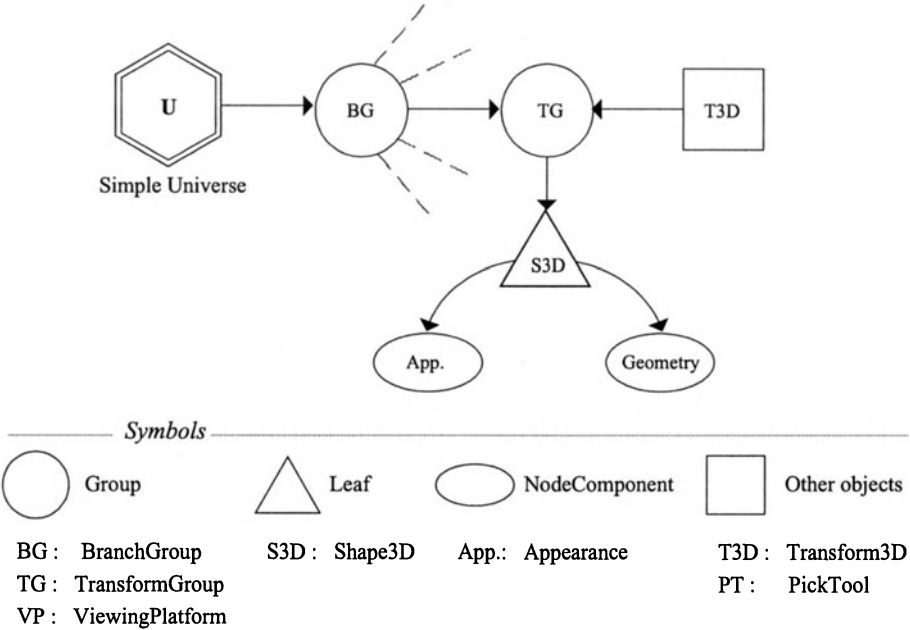 U
BG
TG
T3D
Simple Universe
S3D
App.
Geometry
Symbols
Group
Leaf
NodeComponent
Other objects
BG : BranchGroup
S3D : Shape3D
App.: Appearance
T3D : Transform3D
TG : TransformGroup
PT : PickTool
VP : ViewingPlatform